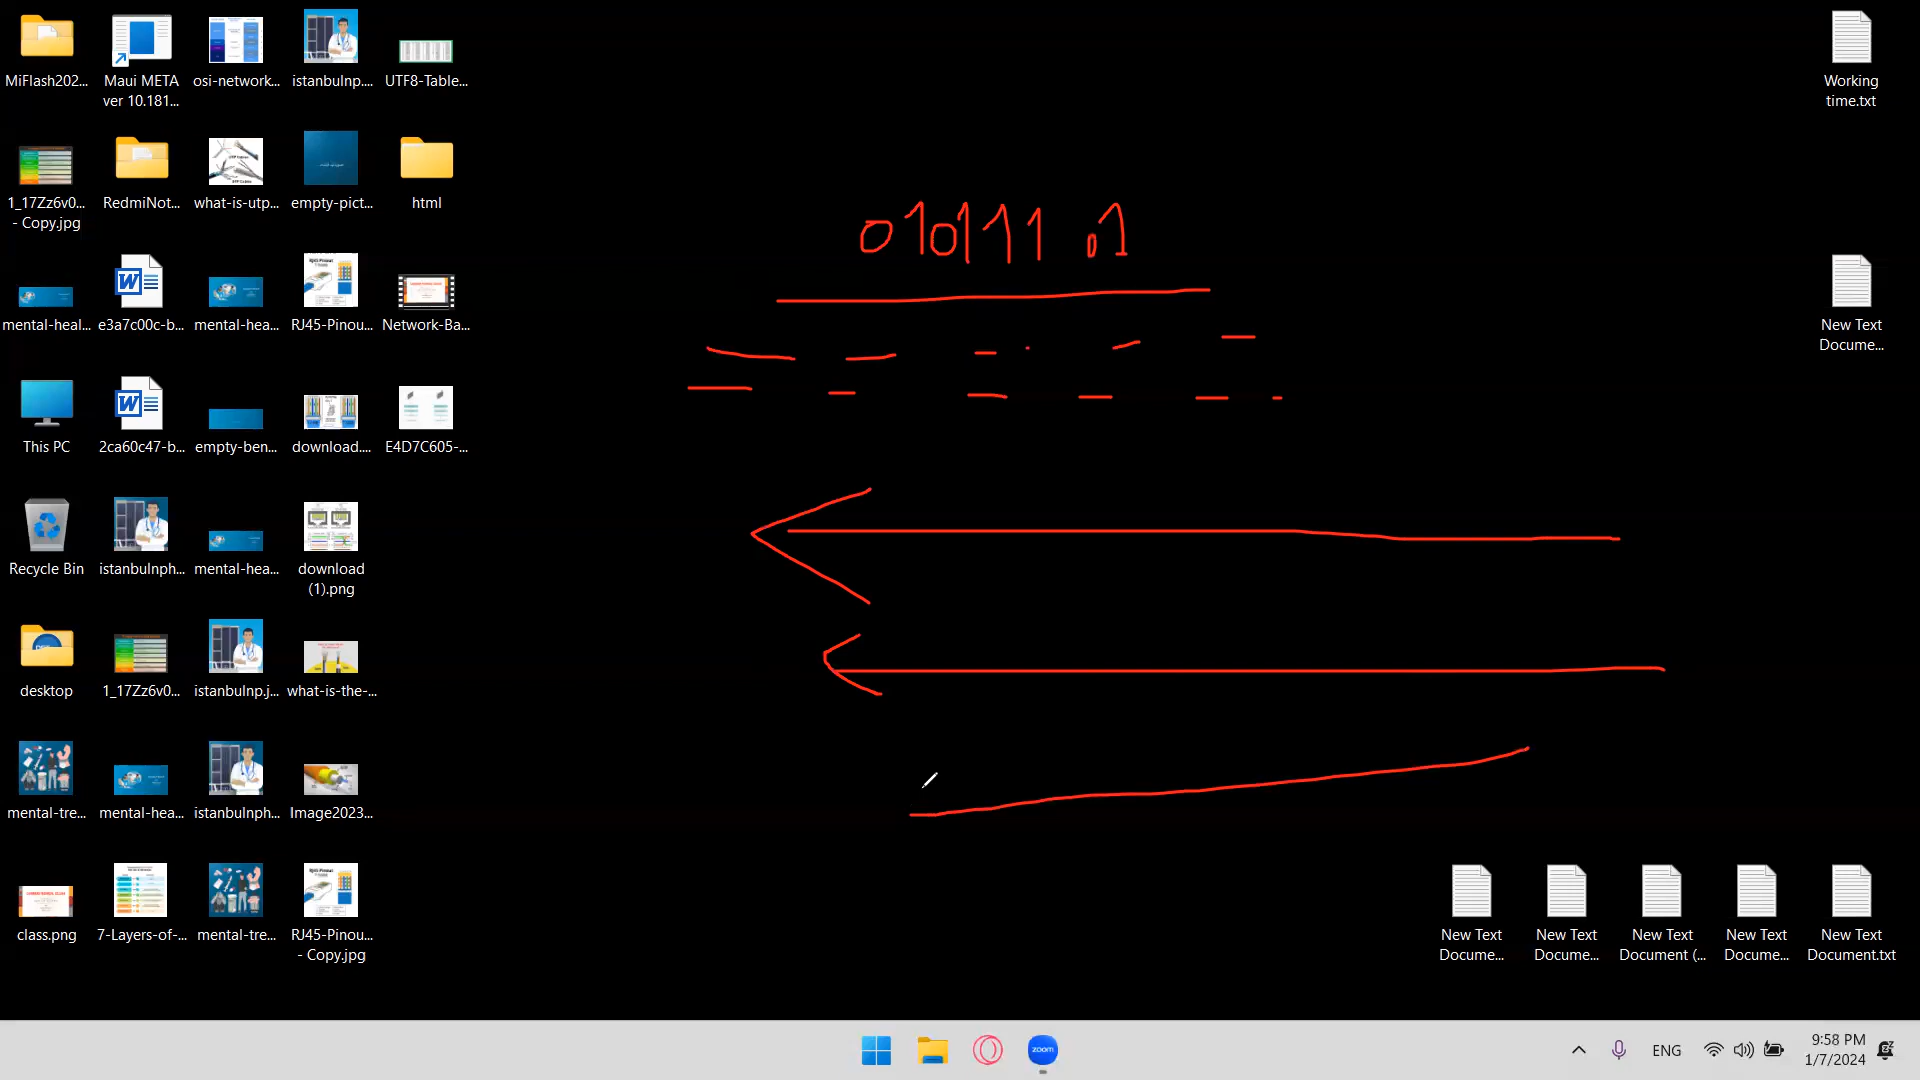 MiFlash202...
Maui META
ver 10.181...
osi-network...
istanbulnp....
UTF8-Table...
Working
time.txt
1_17Zz6v0...
- Copy.jpg
RedmiNot...
what-is-utp...
empty-pict...
html
01011101
mental-heal...
e3a7c00c-b...
mental-hea...
RJ45-Pinou...
Network-Ba...
New Text
Docume...
This PC
2ca60c47-b...
empty-ben...
download....
E4D7C605-...
Recycle Bin
istanbulnph...
mental-hea...
download
(1).png
desktop
1_17Zz6v0...
istanbulnp.j...
what-is-the-...
mental-tre...
mental-hea...
istanbulnph...
Image2023...
class.png
7-Layers-of-...
mental-tre...
RJ45-Pinou...
- Copy.jpg
New Text
Docume...
New Text
Docume...
New Text
Document (...
New Text
Docume...
New Text
Document.txt
zoom
ENG
9:58 PM
1/7/2024